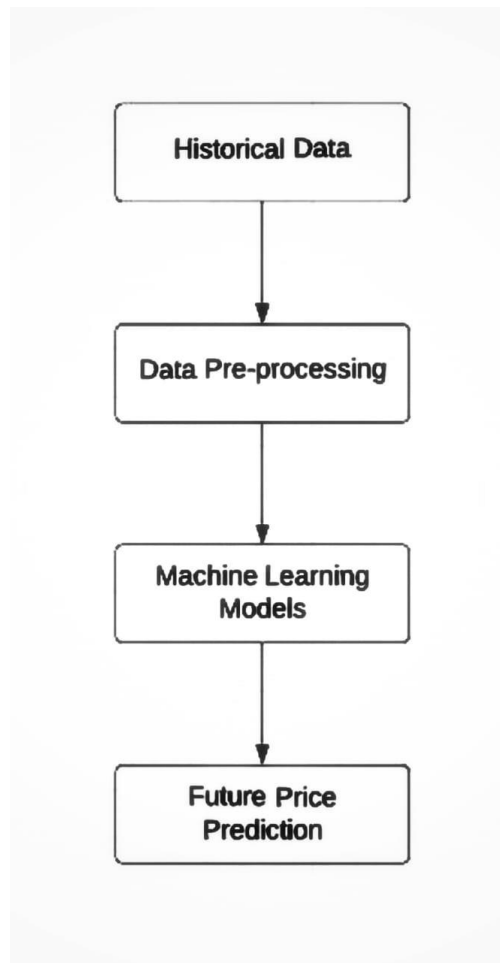 Historical Data
Data Pre-processing
Machine Learning
Models
Future Price
Prediction